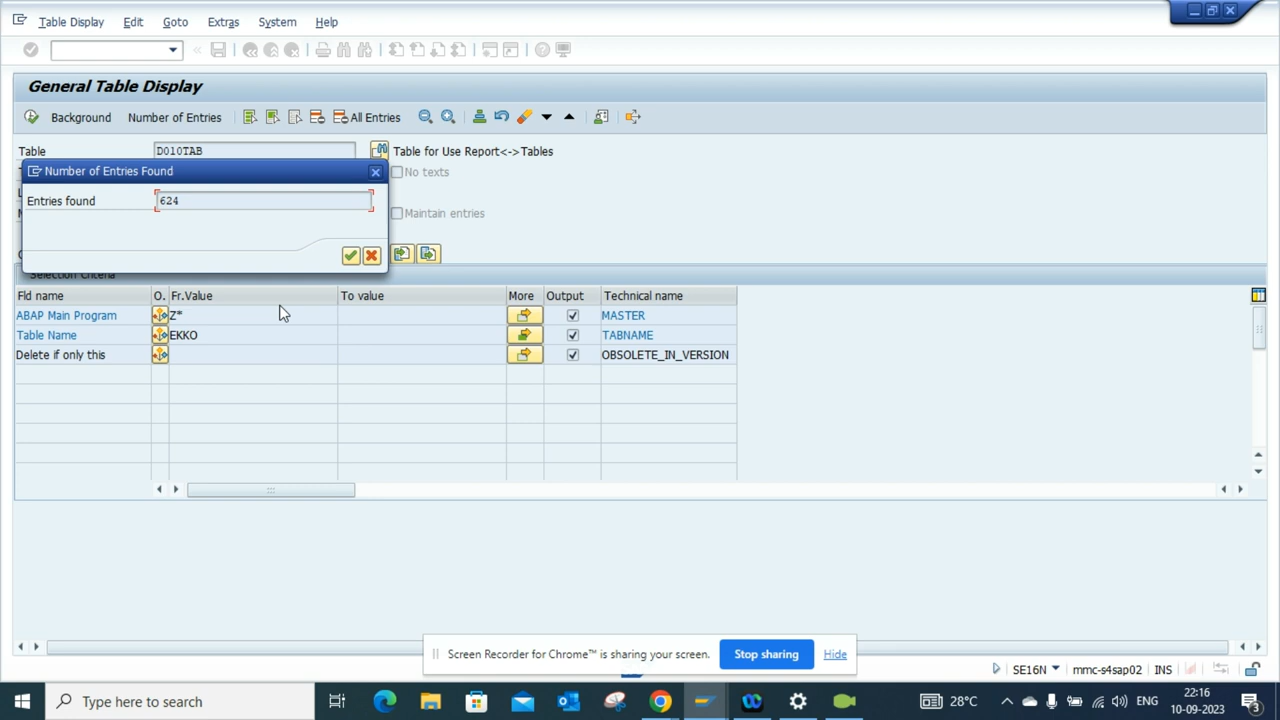 Table Display Edit Goto Extras System Help
General Table Display
Background Number of Entries All Entries
Table D010TAB Table for Use Report<->Tables
Number of Entries Found
No texts
Entries found 624
Maintain entries
Selection Criteria
Fld name O. Fr.Value To value More Output Technical name
ABAP Main Program Z* MASTER
Table Name EKKO TABNAME
Delete if only this OBSOLETE_IN_VERSION
Screen Recorder for Chrome™ is sharing your screen. Stop sharing Hide
SE16N mmc-s4sap02 INS
Type here to search
28°C ENG 22:16
10-09-2023 3